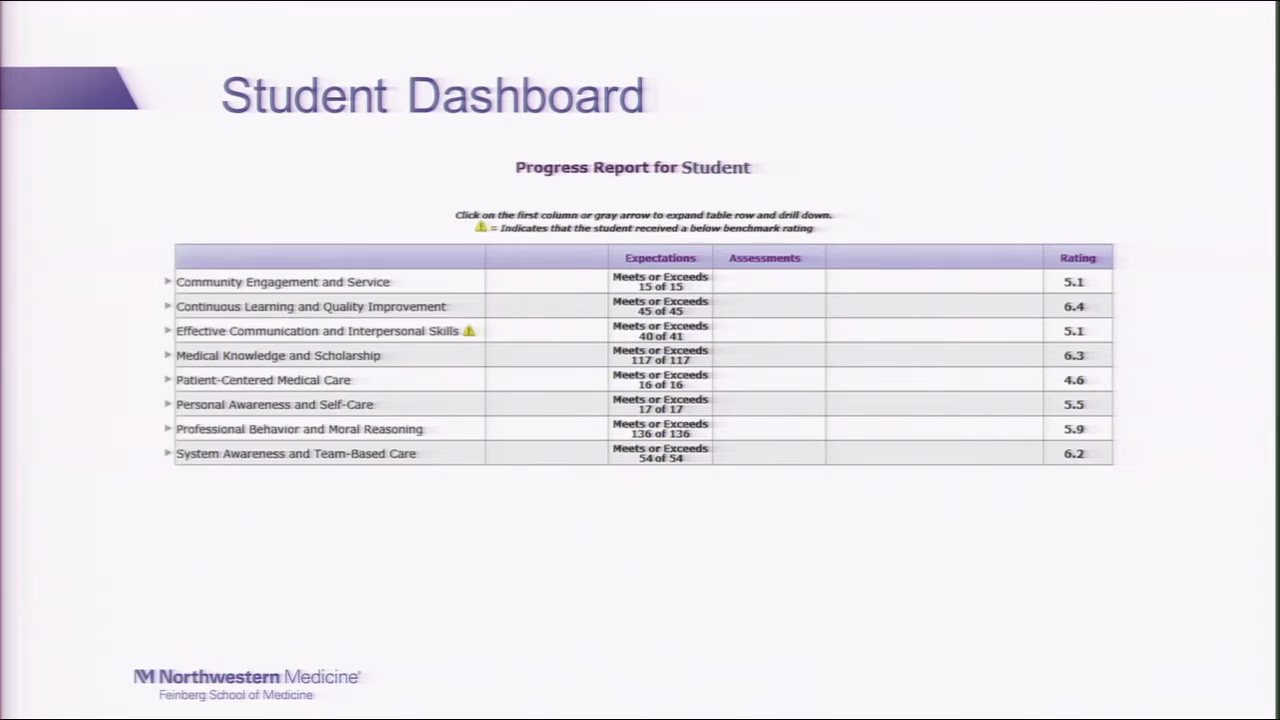 Student Dashboard
Progress Report for Student
Click on the first column or gray arrow to expand table row and drill down.
= Indicates that the student received a below benchmark rating
Expectations Assessments Rating
Community Engagement and Service Meets or Exceeds 15 of 15 5.1
Continuous Learning and Quality Improvement Meets or Exceeds 45 of 45 6.4
Effective Communication and Interpersonal Skills Meets or Exceeds 40 of 41 5.1
Medical Knowledge and Scholarship Meets or Exceeds 117 of 117 6.3
Patient-Centered Medical Care Meets or Exceeds 16 of 16 4.6
Personal Awareness and Self-Care Meets or Exceeds 17 of 17 5.5
Professional Behavior and Moral Reasoning Meets or Exceeds 136 of 136 5.9
System Awareness and Team-Based Care Meets or Exceeds 54 of 54 6.2
NM Northwestern Medicine®
Feinberg School of Medicine